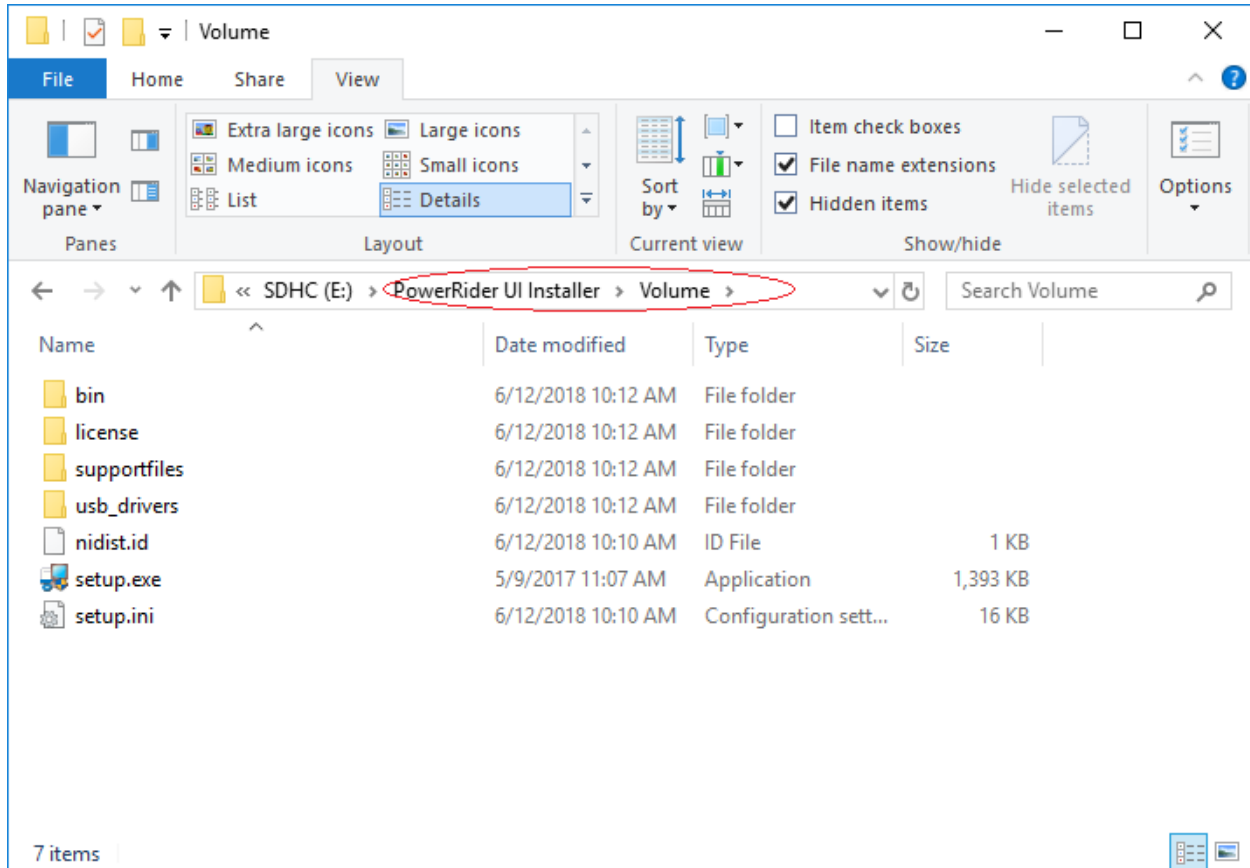 Volume
File Home Share View
Extra large icons Large icons Item check boxes
Medium icons Small icons File name extensions
Navigation pane List Details Sort by Hidden items Hide selected items Options
Panes Layout Current view Show/hide
« SDHC (E:) > PowerRider UI Installer > Volume > Search Volume
Name Date modified Type Size
bin 6/12/2018 10:12 AM File folder
license 6/12/2018 10:12 AM File folder
supportfiles 6/12/2018 10:12 AM File folder
usb_drivers 6/12/2018 10:12 AM File folder
nidist.id 6/12/2018 10:10 AM ID File 1 KB
setup.exe 5/9/2017 11:07 AM Application 1,393 KB
setup.ini 6/12/2018 10:10 AM Configuration sett... 16 KB
7 items